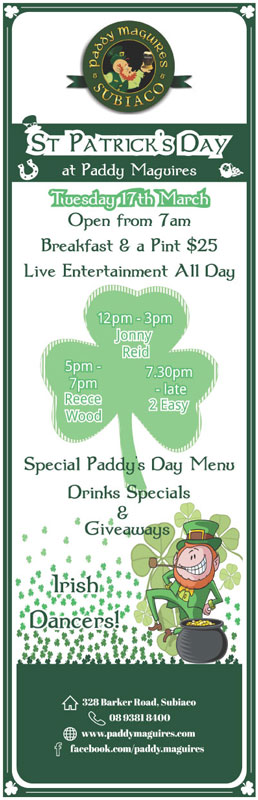 PADDY MAGUIRES
SUBIACO
ST PATRICK'S DAY
at Paddy Maguires
Tuesday 17th March
Open from 7am
Breakfast & a Pint $25
Live Entertainment All Day
12pm - 3pm
Jonny
Reid
5pm -
7pm
Reece
Wood
7.30pm
- late
2 Easy
Special Paddy's Day Menu
Drinks Specials
&
Giveaways
Irish
Dancers!
328 Barker Road, Subiaco
08 9381 8400
www.paddymaguires.com
facebook.com/paddy.maguires